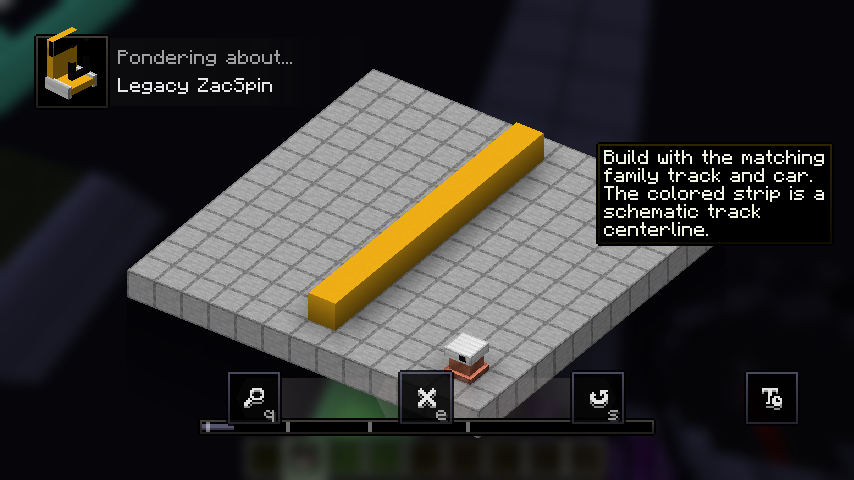 Pondering about...
Legacy ZacSpin
Build with the matching
family track and car.
The colored strip is a
schematic track
centerline.
q
e
s
T